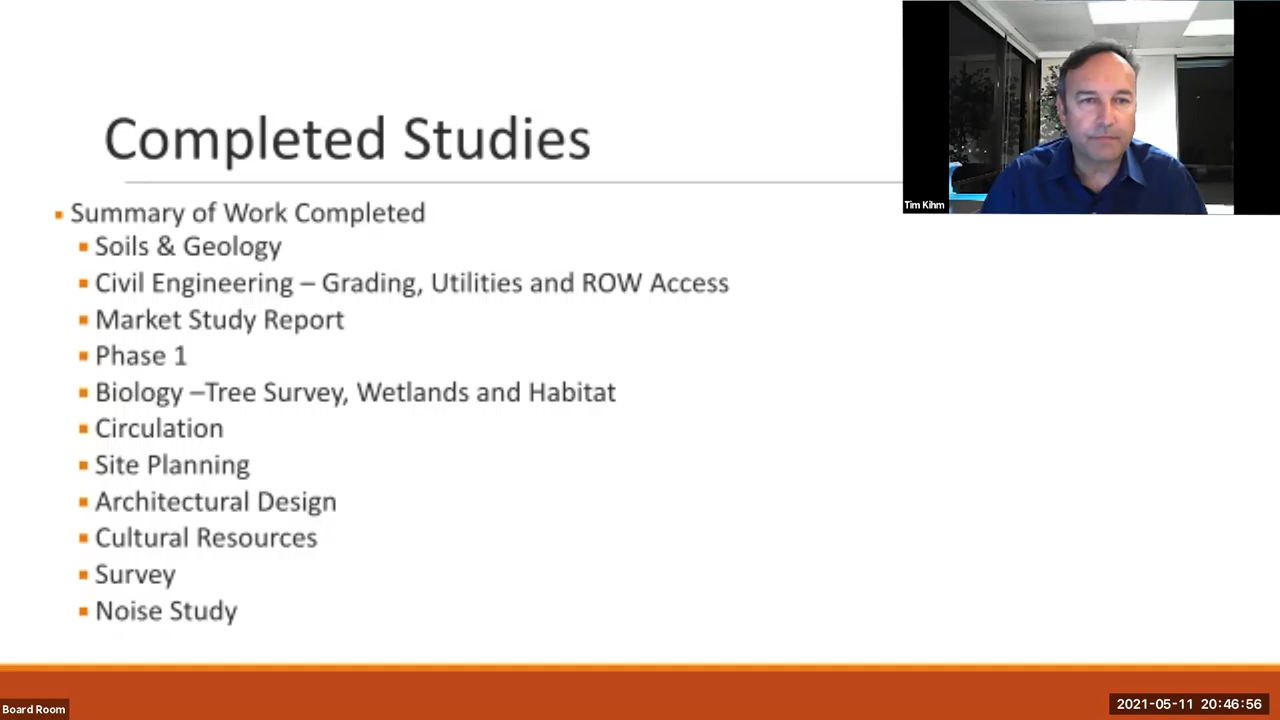 Completed Studies
Summary of Work Completed
Soils & Geology
Civil Engineering – Grading, Utilities and ROW Access
Market Study Report
Phase 1
Biology –Tree Survey, Wetlands and Habitat
Circulation
Site Planning
Architectural Design
Cultural Resources
Survey
Noise Study
Tim Kihm
Board Room
2021-05-11 20:46:56